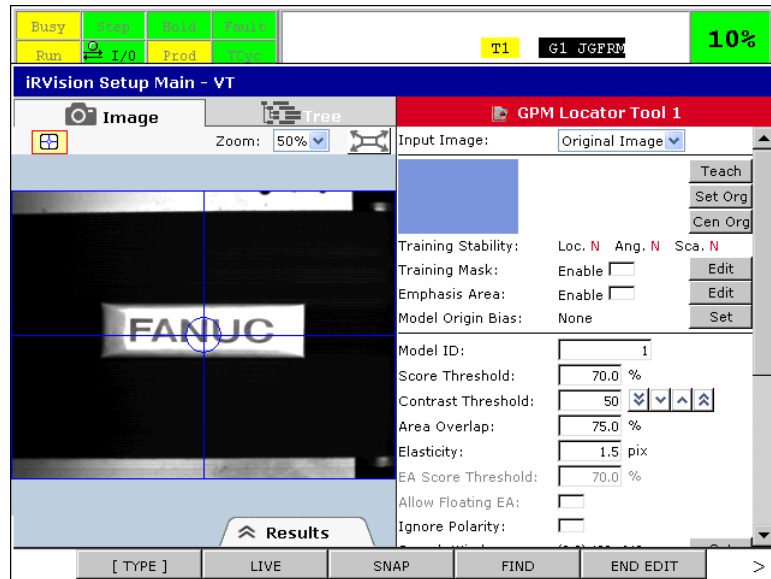 Busy Step Hold Fault
Run I/O Prod TCyc
T1 G1 JGFRM 10%
iRVision Setup Main - VT
Image Tree
GPM Locator Tool 1
Zoom: 50%
Input Image: Original Image
Teach
Set Org
Cen Org
Training Stability: Loc. N Ang. N Sca. N
Training Mask: Enable Edit
Emphasis Area: Enable Edit
Model Origin Bias: None Set
FANUC
Model ID: 1
Score Threshold: 70.0 %
Contrast Threshold: 50
Area Overlap: 75.0 %
Elasticity: 1.5 pix
EA Score Threshold: 70.0 %
Allow Floating EA:
Ignore Polarity:
Results
[ TYPE ] LIVE SNAP FIND END EDIT >